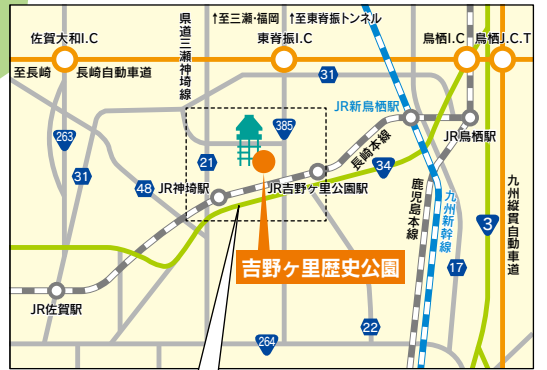 ↑至三瀬・福岡
↑至東脊振トンネル
県道三瀬神埼線
佐賀大和I.C
東脊振I.C
鳥栖I.C
鳥栖J.C.T
至長崎
長崎自動車道
31
JR新鳥栖駅
JR鳥栖駅
263
385
長崎本線
21
34
31
48
JR神埼駅
JR吉野ヶ里公園駅
鹿児島本線
九州新幹線
九州縦貫自動車道
3
吉野ヶ里歴史公園
17
JR佐賀駅
22
264